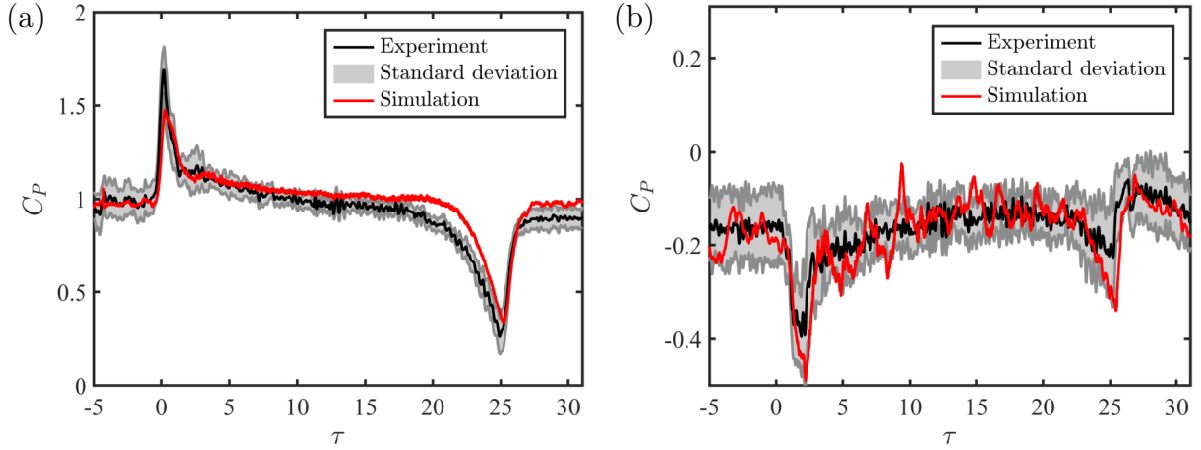 (a)
2
1.5
1
0.5
0
C_P
Experiment
Standard deviation
Simulation
-5 0 5 10 15 20 25 30
τ
(b)
0.2
0
-0.2
-0.4
C_P
Experiment
Standard deviation
Simulation
-5 0 5 10 15 20 25 30
τ